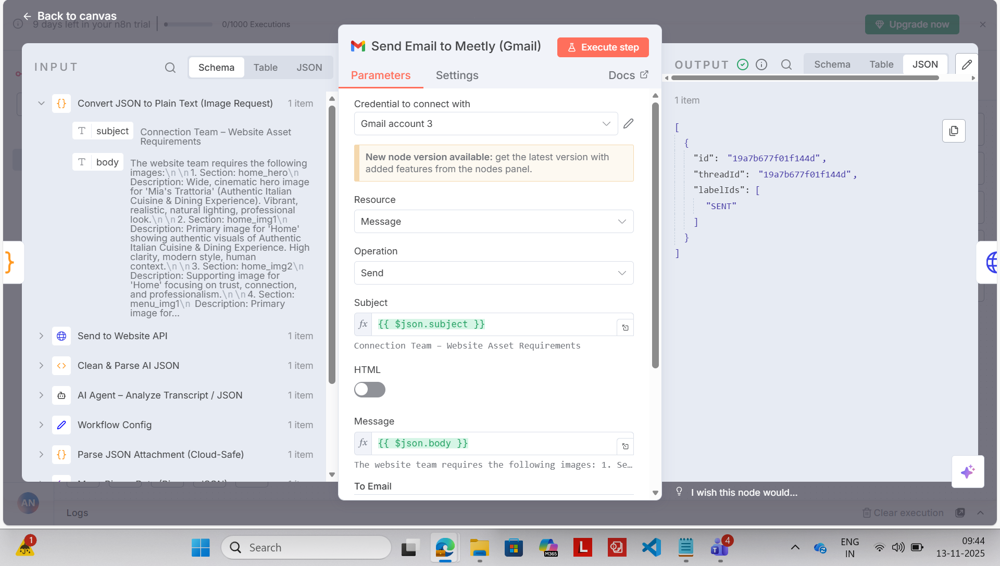 Back to canvas
9 days left in your n8n trial
0/1000 Executions
Upgrade now
INPUT
Schema
Table
JSON
Convert JSON to Plain Text (Image Request)
1 item
T subject
Connection Team – Website Asset
Requirements
T body
The website team requires the following
images:\n\n1. Section: home_hero\n
Description: Wide, cinematic hero image
for 'Mia's Trattoria' (Authentic Italian
Cuisine & Dining Experience). Vibrant,
realistic, natural lighting, professional
look.\n\n2. Section: home_img1\n
Description: Primary image for 'Home'
showing authentic visuals of Authentic
Italian Cuisine & Dining Experience. High
clarity, modern style, human
context.\n\n3. Section: home_img2\n
Description: Supporting image for
'Home' focusing on trust, connection,
and professionalism.\n\n4. Section:
menu_img1\n Description: Primary
image for...
Send to Website API
1 item
Clean & Parse AI JSON
1 item
AI Agent – Analyze Transcript / JSON
1 item
Workflow Config
1 item
Parse JSON Attachment (Cloud-Safe)
1 item
Send Email to Meetly (Gmail)
Execute step
Parameters
Settings
Docs
Credential to connect with
Gmail account 3
New node version available: get the latest version with
added features from the nodes panel.
Resource
Message
Operation
Send
Subject
fx {{ $json.subject }}
Connection Team – Website Asset Requirements
HTML
Message
fx {{ $json.body }}
The website team requires the following images: 1. Se…
To Email
OUTPUT
Schema
Table
JSON
1 item
[
{
"id": "19a7b677f01f144d",
"threadId": "19a7b677f01f144d",
"labelIds": [
"SENT"
]
}
]
I wish this node would...
AN
Logs
Clear execution
1
Search
M365
L
T
4
ENG
IN
09:44
13-11-2025